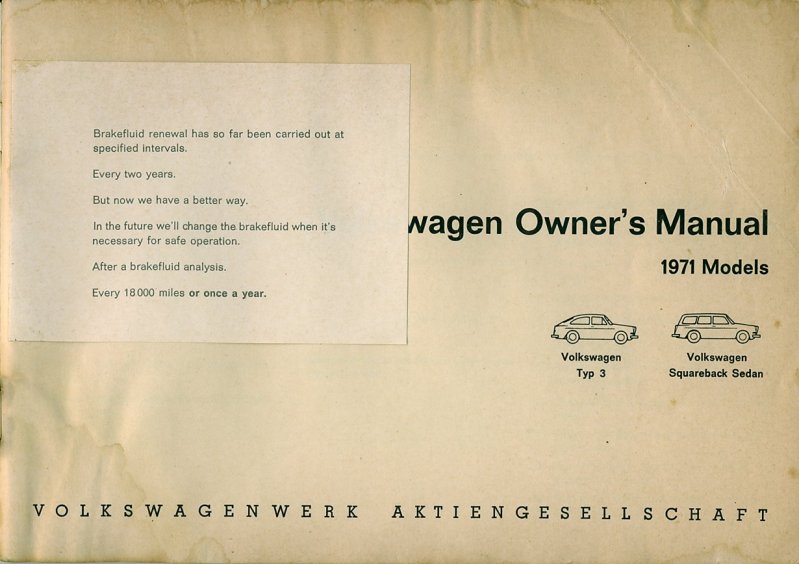 Brakefluid renewal has so far been carried out at
specified intervals.
Every two years.
But now we have a better way.
In the future we'll change the brakefluid when it's
necessary for safe operation.
After a brakefluid analysis.
Every 18000 miles or once a year.
wagen Owner's Manual
1971 Models
Volkswagen
Typ 3
Volkswagen
Squareback Sedan
VOLKSWAGENWERK AKTIENGESELLSCHAFT